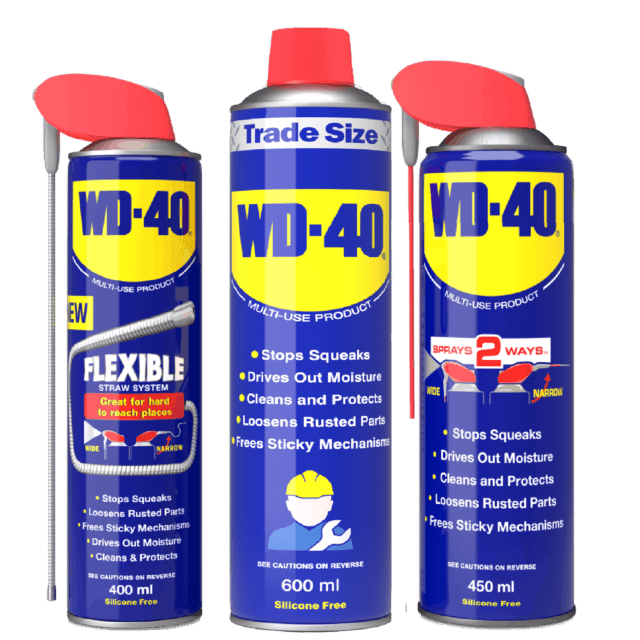 WD-40
MULTI-USE PRODUCT
EW
FLEXIBLE
STRAW SYSTEM
Great for hard
to reach places
WIDE
NARROW
• Stops Squeaks
• Loosens Rusted Parts
• Frees Sticky Mechanisms
• Drives Out Moisture
• Cleans & Protects
SEE CAUTIONS ON REVERSE
400 ml
Silicone Free
Trade Size
WD-40®
MULTI-USE PRODUCT
• Stops Squeaks
• Drives Out Moisture
• Cleans and Protects
• Loosens Rusted Parts
• Frees Sticky Mechanisms
SEE CAUTIONS ON REVERSE
600 ml
Silicone Free
WD-40®
MULTI-USE PRODUCT
SPRAYS 2 WAYS
WIDE
NARROW
• Stops Squeaks
• Drives Out Moisture
• Cleans and Protects
• Loosens Rusted Parts
• Frees Sticky Mechanisms
SEE CAUTIONS ON REVERSE
450 ml
Silicone Free